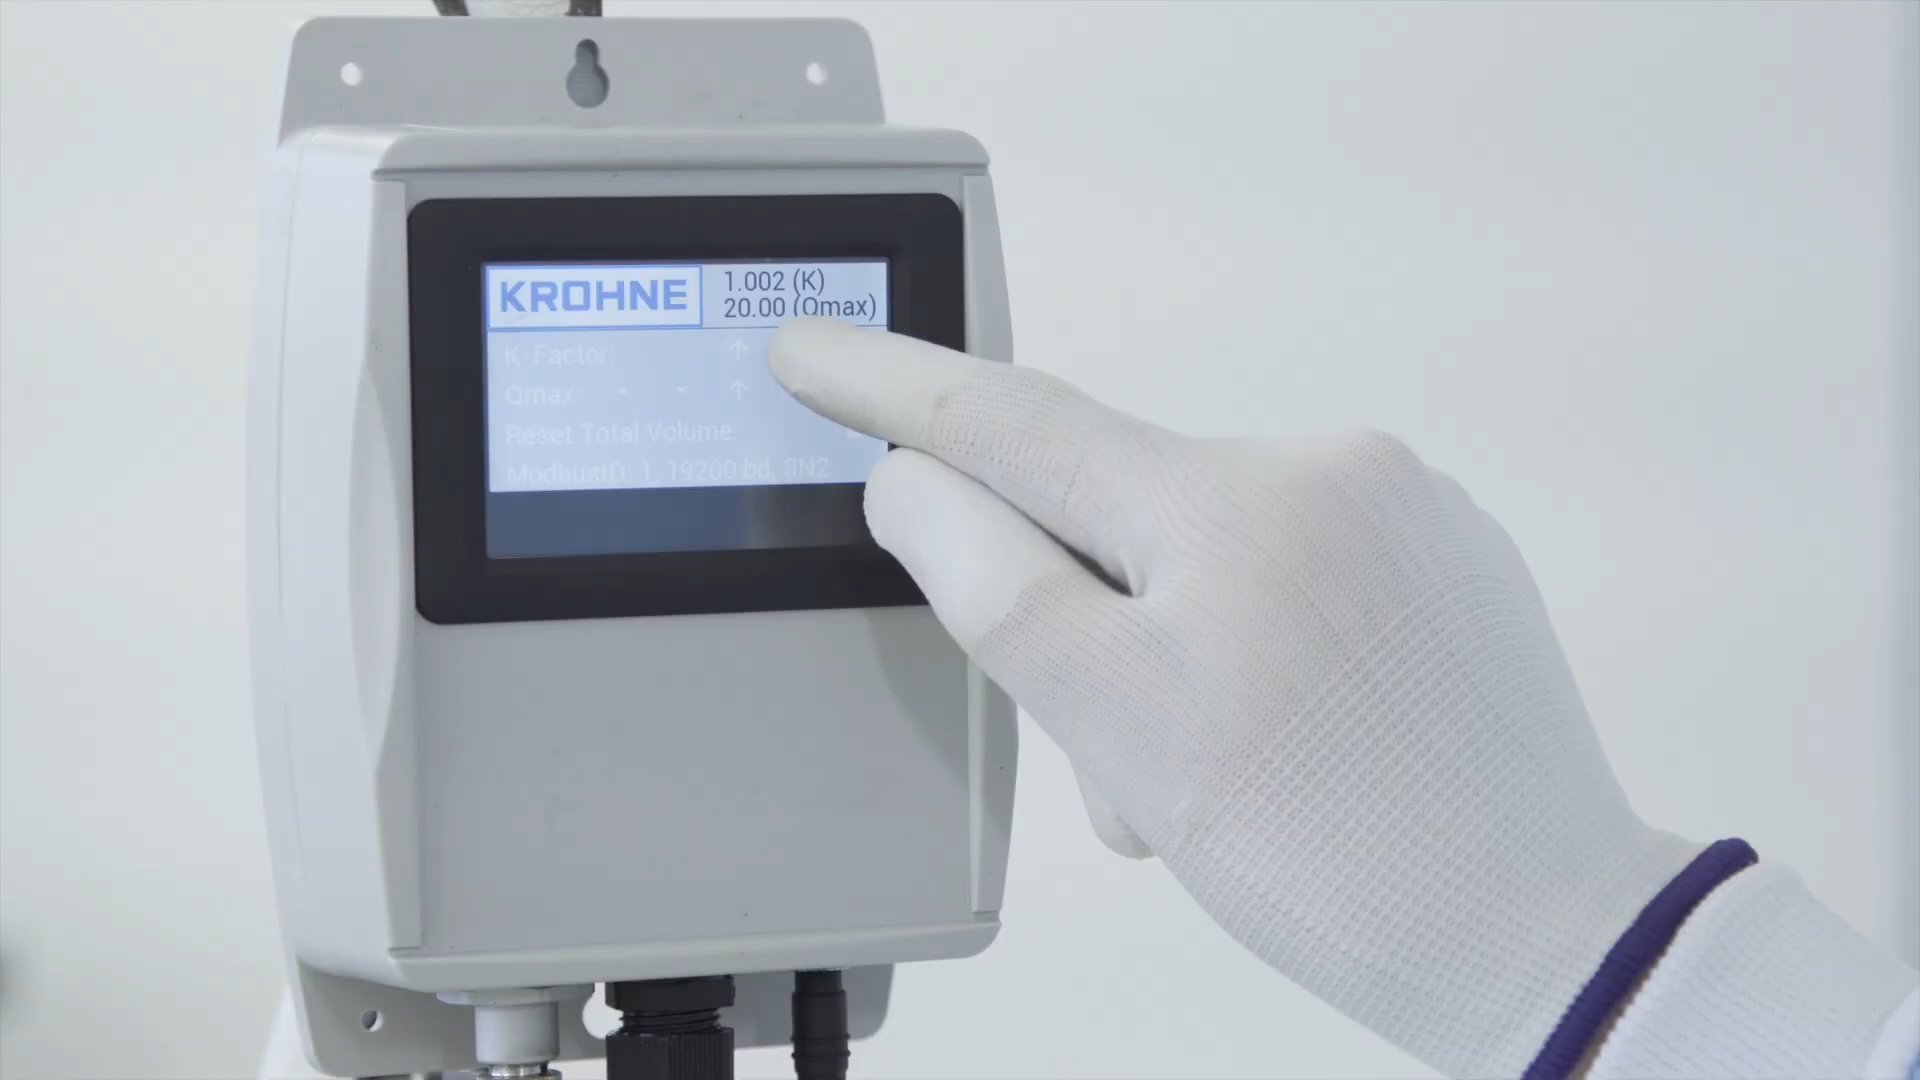 KROHNE
1.002 (K)
20.00 (Qmax)
K-Factor: ↑
Qmax: - - ↑
Reset Total Volume:
ModbusID: 1, 19200 bd, 8N2